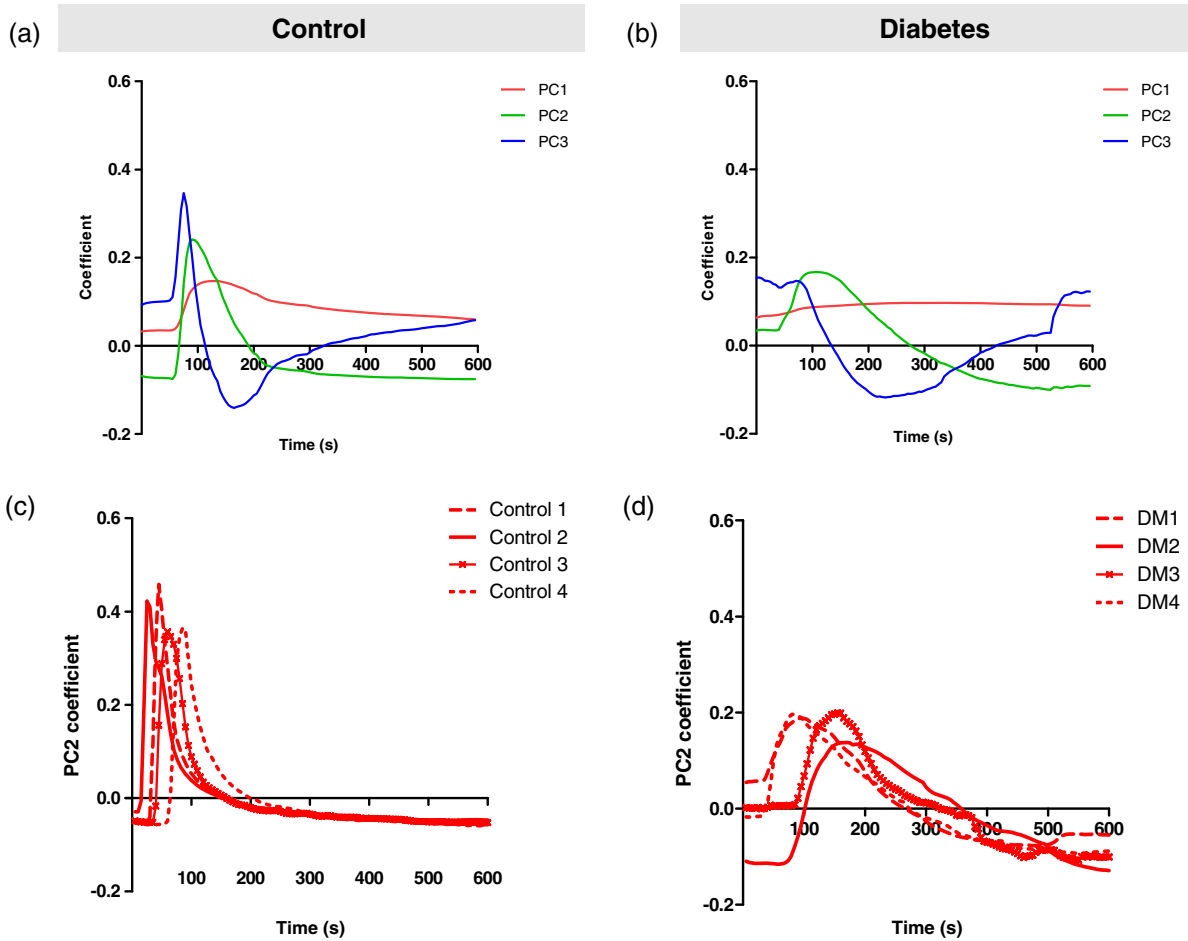 (a)
Control
(b)
Diabetes
0.6
0.4
0.2
0.0
-0.2
Coefficient
PC1
PC2
PC3
100
200
300
400
500
600
Time (s)
0.6
0.4
0.2
0.0
-0.2
Coefficient
PC1
PC2
PC3
100
200
300
400
500
600
Time (s)
(c)
0.6
0.4
0.2
0.0
-0.2
PC2 coefficient
Control 1
Control 2
Control 3
Control 4
100
200
300
400
500
600
Time (s)
(d)
0.6
0.4
0.2
0.0
-0.2
PC2 coefficient
DM1
DM2
DM3
DM4
100
200
300
400
500
600
Time (s)